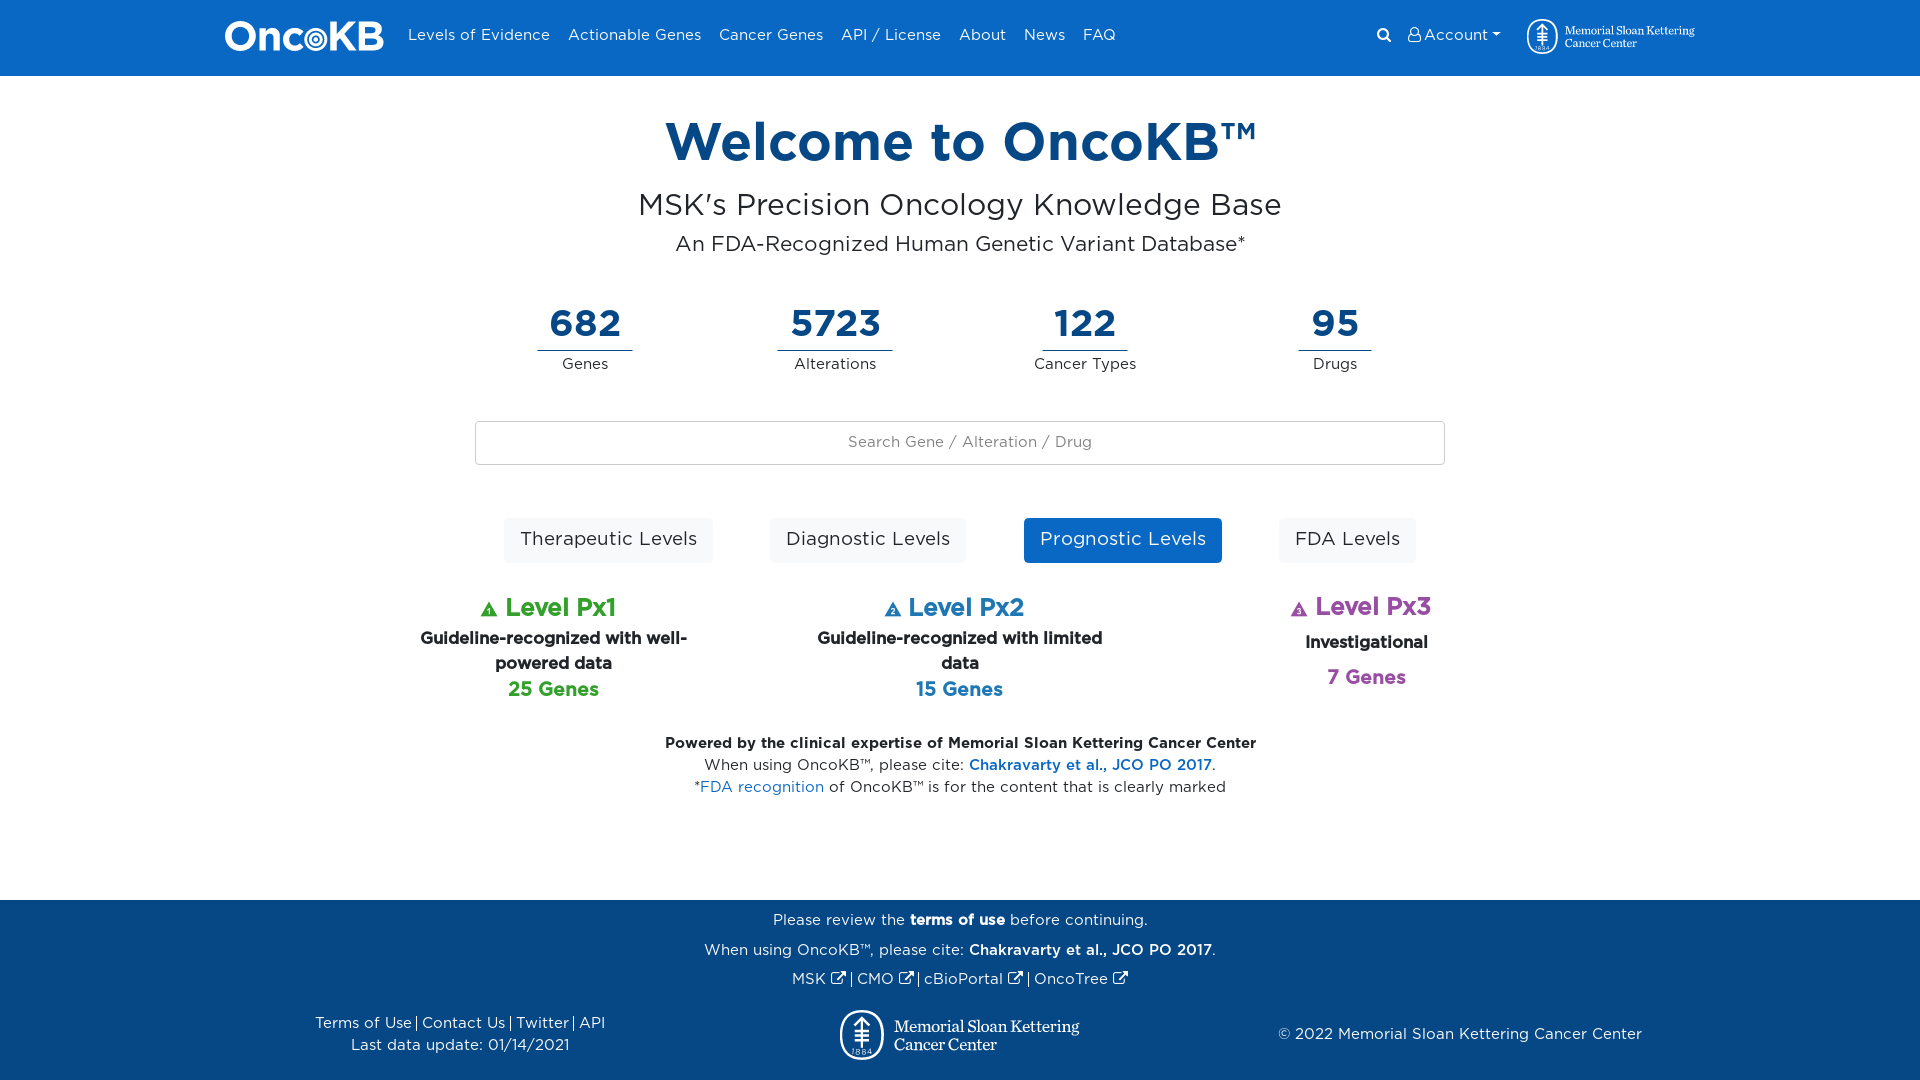 OncoKB
Levels of Evidence
Actionable Genes
Cancer Genes
API / License
About
News
FAQ
Account
Memorial Sloan Kettering
Cancer Center
1884
Welcome to OncoKB™
MSK's Precision Oncology Knowledge Base
An FDA-Recognized Human Genetic Variant Database*
682
Genes
5723
Alterations
122
Cancer Types
95
Drugs
Search Gene / Alteration / Drug
Therapeutic Levels
Diagnostic Levels
Prognostic Levels
FDA Levels
1 Level Px1
Guideline-recognized with well-
powered data
25 Genes
2 Level Px2
Guideline-recognized with limited
data
15 Genes
3 Level Px3
Investigational
7 Genes
Powered by the clinical expertise of Memorial Sloan Kettering Cancer Center
When using OncoKB™, please cite: Chakravarty et al., JCO PO 2017.
*FDA recognition of OncoKB™ is for the content that is clearly marked
Please review the terms of use before continuing.
When using OncoKB™, please cite: Chakravarty et al., JCO PO 2017.
MSK | CMO | cBioPortal | OncoTree
Terms of Use | Contact Us | Twitter | API
Last data update: 01/14/2021
1884
Memorial Sloan Kettering
Cancer Center
© 2022 Memorial Sloan Kettering Cancer Center